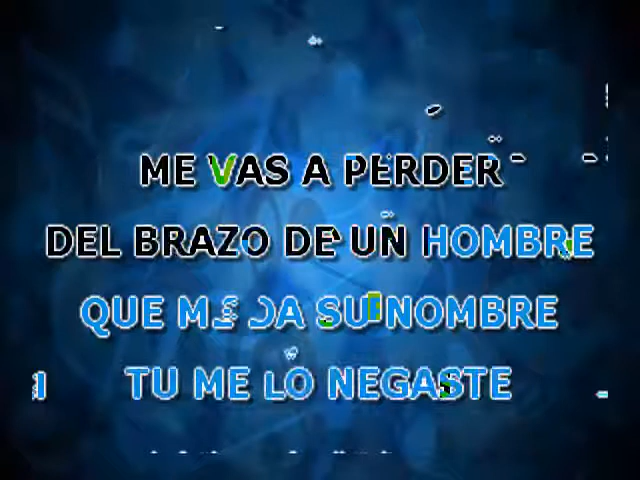 ME VAS A PERDER
DEL BRAZO DE UN HOMBRE
QUE ME DA SU NOMBRE
TU ME LO NEGASTE